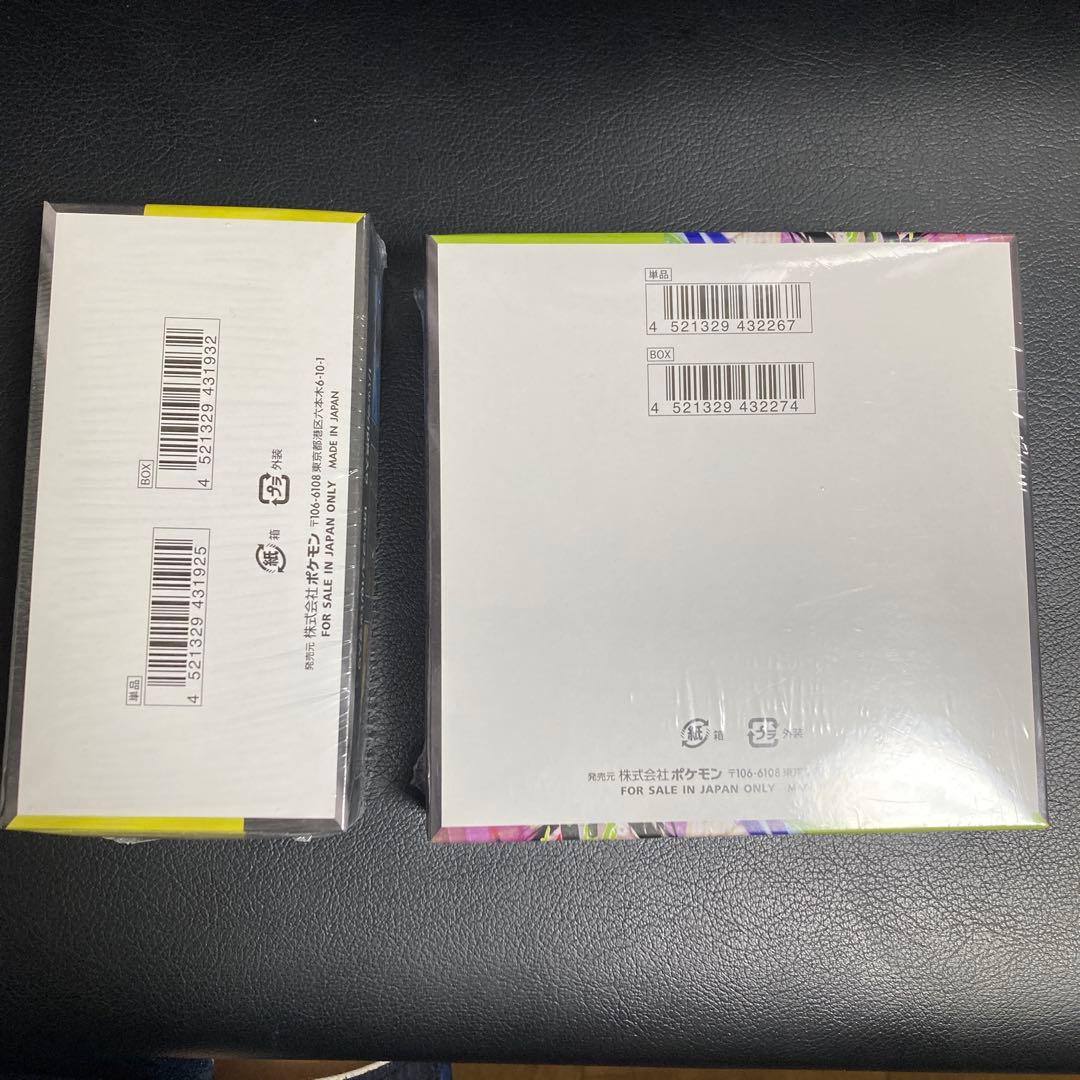 BOX
4 521329 431932
単品
4 521329 431925
紙 箱 プラ 外装
発売元 株式会社ポケモン 〒106-6108 東京都港区六本木6-10-1
FOR SALE IN JAPAN ONLY MADE IN JAPAN
単品
4 521329 432267
BOX
4 521329 432274
紙 箱 プラ 外装
発売元 株式会社ポケモン 〒106-6108 東京
FOR SALE IN JAPAN ONLY